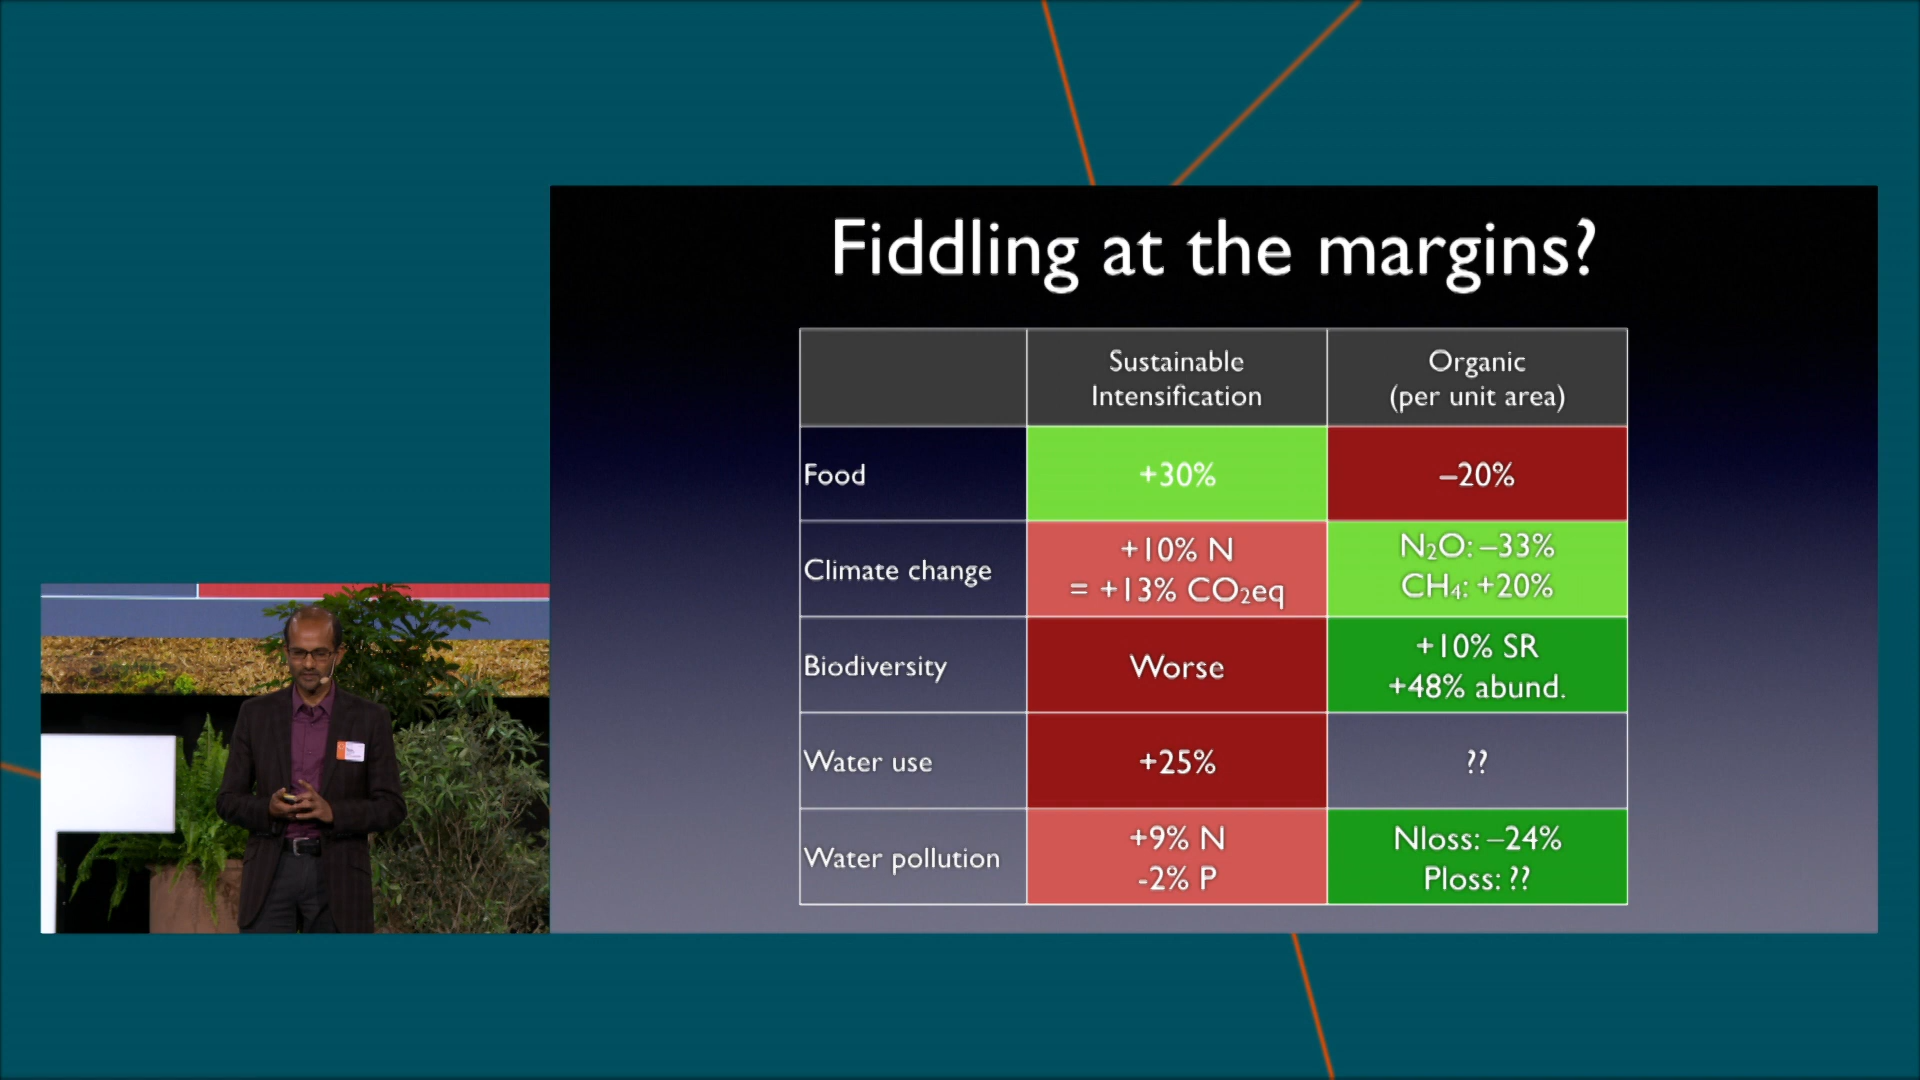 Fiddling at the margins?
Sustainable
Intensification
Organic
(per unit area)
Food
+30%
–20%
Climate change
+10% N
= +13% CO₂eq
N₂O: –33%
CH₄: +20%
Biodiversity
Worse
+10% SR
+48% abund.
Water use
+25%
??
Water pollution
+9% N
-2% P
Nloss: –24%
Ploss: ??